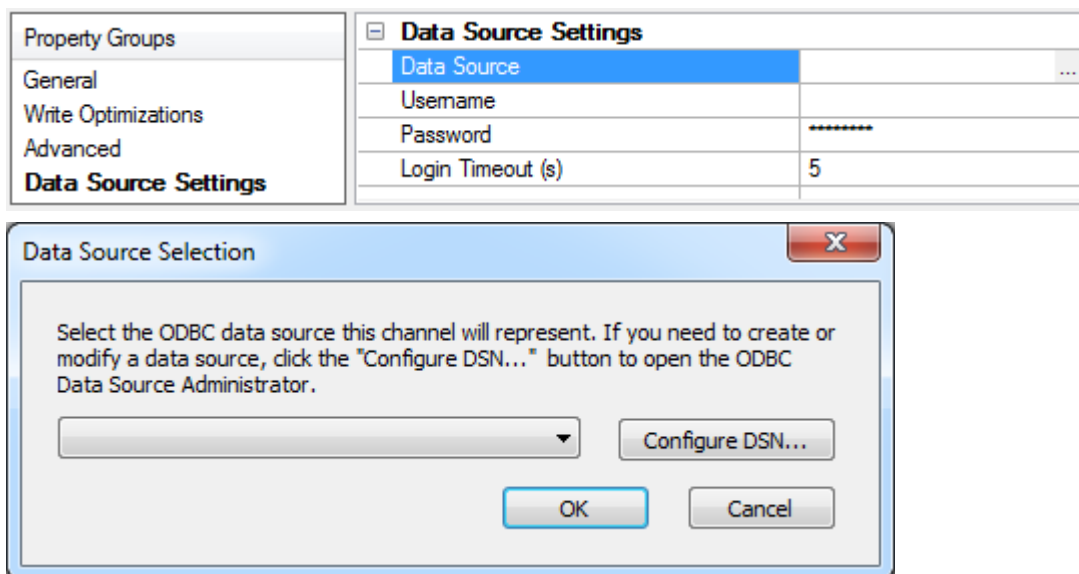 Property Groups
General
Write Optimizations
Advanced
Data Source Settings
Data Source Settings
Data Source ...
Username
Password ********
Login Timeout (s) 5
Data Source Selection
Select the ODBC data source this channel will represent. If you need to create or
modify a data source, click the "Configure DSN..." button to open the ODBC
Data Source Administrator.
Configure DSN...
OK Cancel